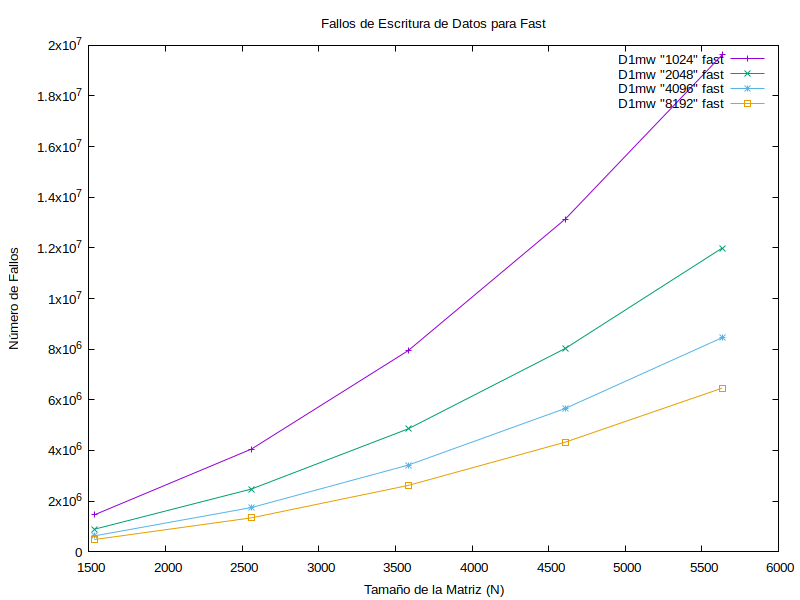 Fallos de Escritura de Datos para Fast
2x10^7
1.8x10^7
1.6x10^7
1.4x10^7
1.2x10^7
1x10^7
8x10^6
6x10^6
4x10^6
2x10^6
0
Número de Fallos
D1mw "1024" fast
D1mw "2048" fast
D1mw "4096" fast
D1mw "8192" fast
1500 2000 2500 3000 3500 4000 4500 5000 5500 6000
Tamaño de la Matriz (N)